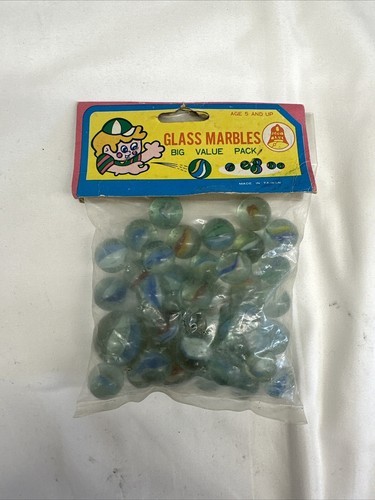 AGE 5 AND UP
GLASS MARBLES
BIG VALUE PACK